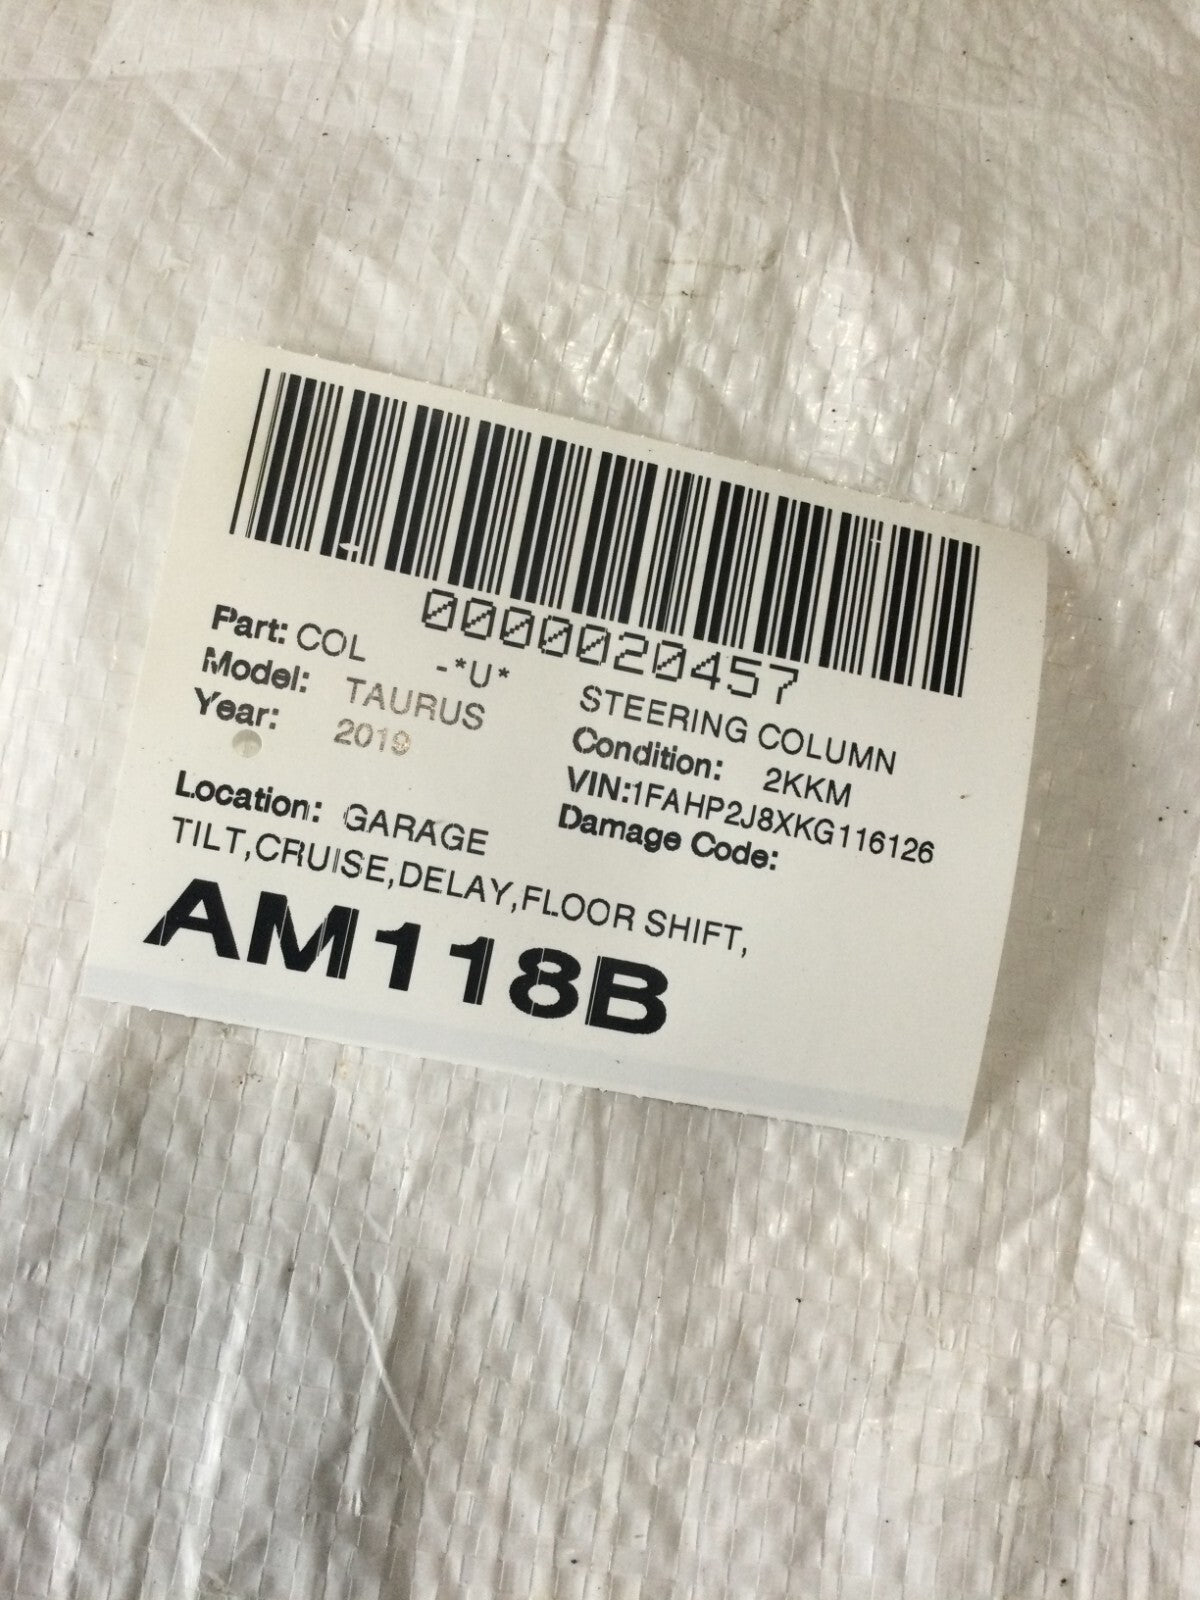 0000020457
Part: COL -*U* STEERING COLUMN
Model: TAURUS Condition: 2KKM
Year: 2019 VIN:1FAHP2J8XKG116126
Damage Code:
Location: GARAGE
TILT,CRUISE,DELAY,FLOOR SHIFT,
AM118B